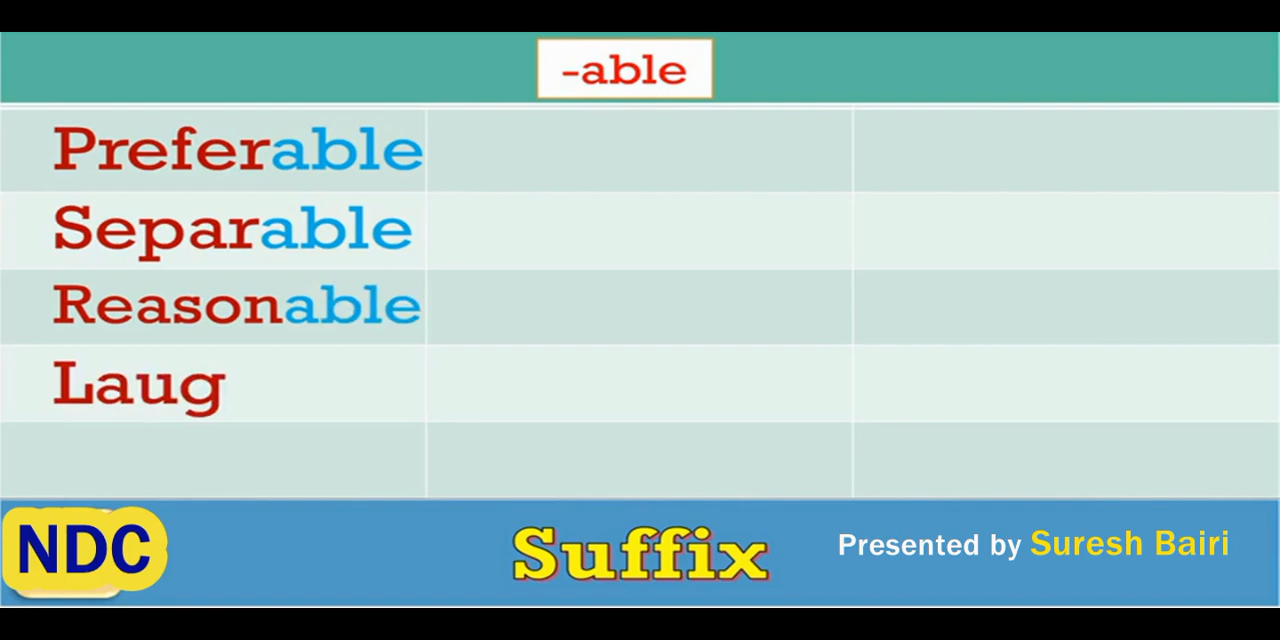 -able
Preferable
Separable
Reasonable
Laug
NDC
Suffix
Presented by Suresh Bairi